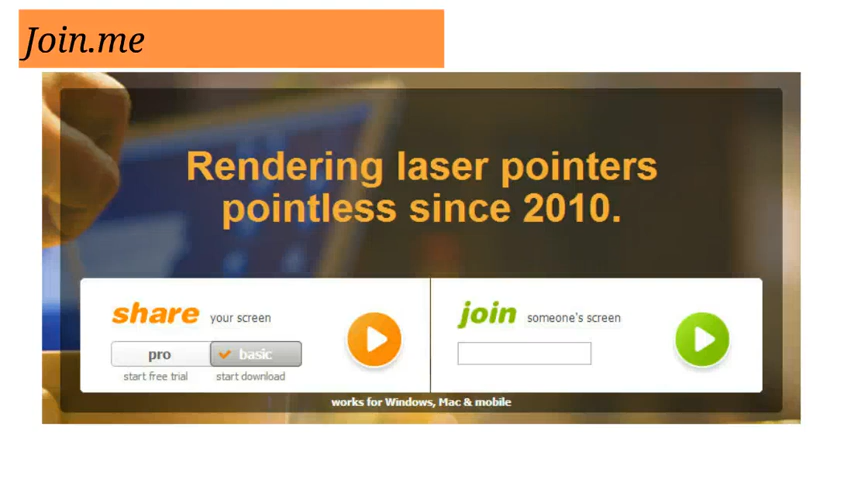 Join.me
Rendering laser pointers
pointless since 2010.
share your screen
pro basic
start free trial start download
join someone's screen
works for Windows, Mac & mobile